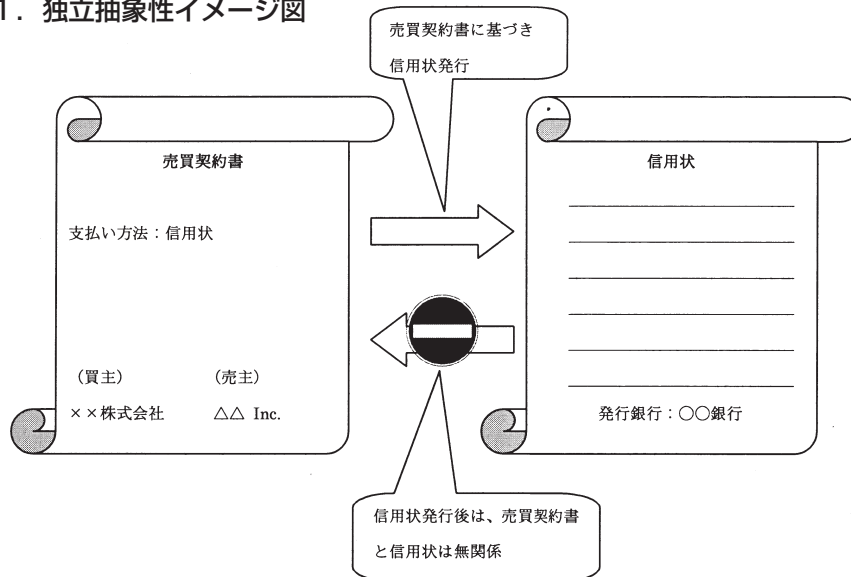 1．独立抽象性イメージ図
売買契約書に基づき
信用状発行
売買契約書
支払い方法：信用状
（買主）　（売主）
××株式会社　△△ Inc.
信用状
発行銀行：〇〇銀行
信用状発行後は、売買契約書
と信用状は無関係